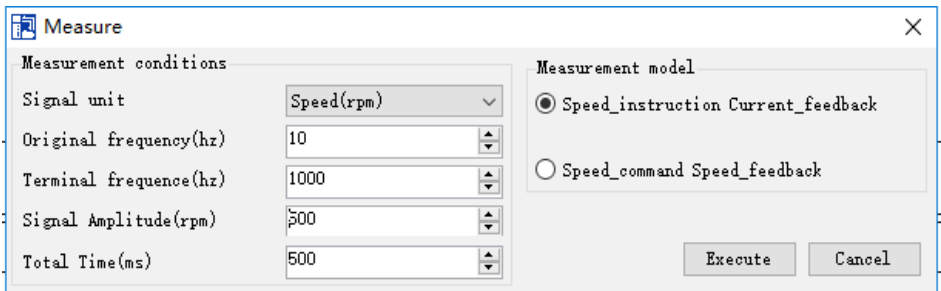 Measure
Measurement conditions
Signal unit
Speed(rpm)
Original frequency(hz)
10
Terminal frequence(hz)
1000
Signal Amplitude(rpm)
500
Total Time(ms)
500
Measurement model
Speed_instruction Current_feedback
Speed_command Speed_feedback
Execute
Cancel